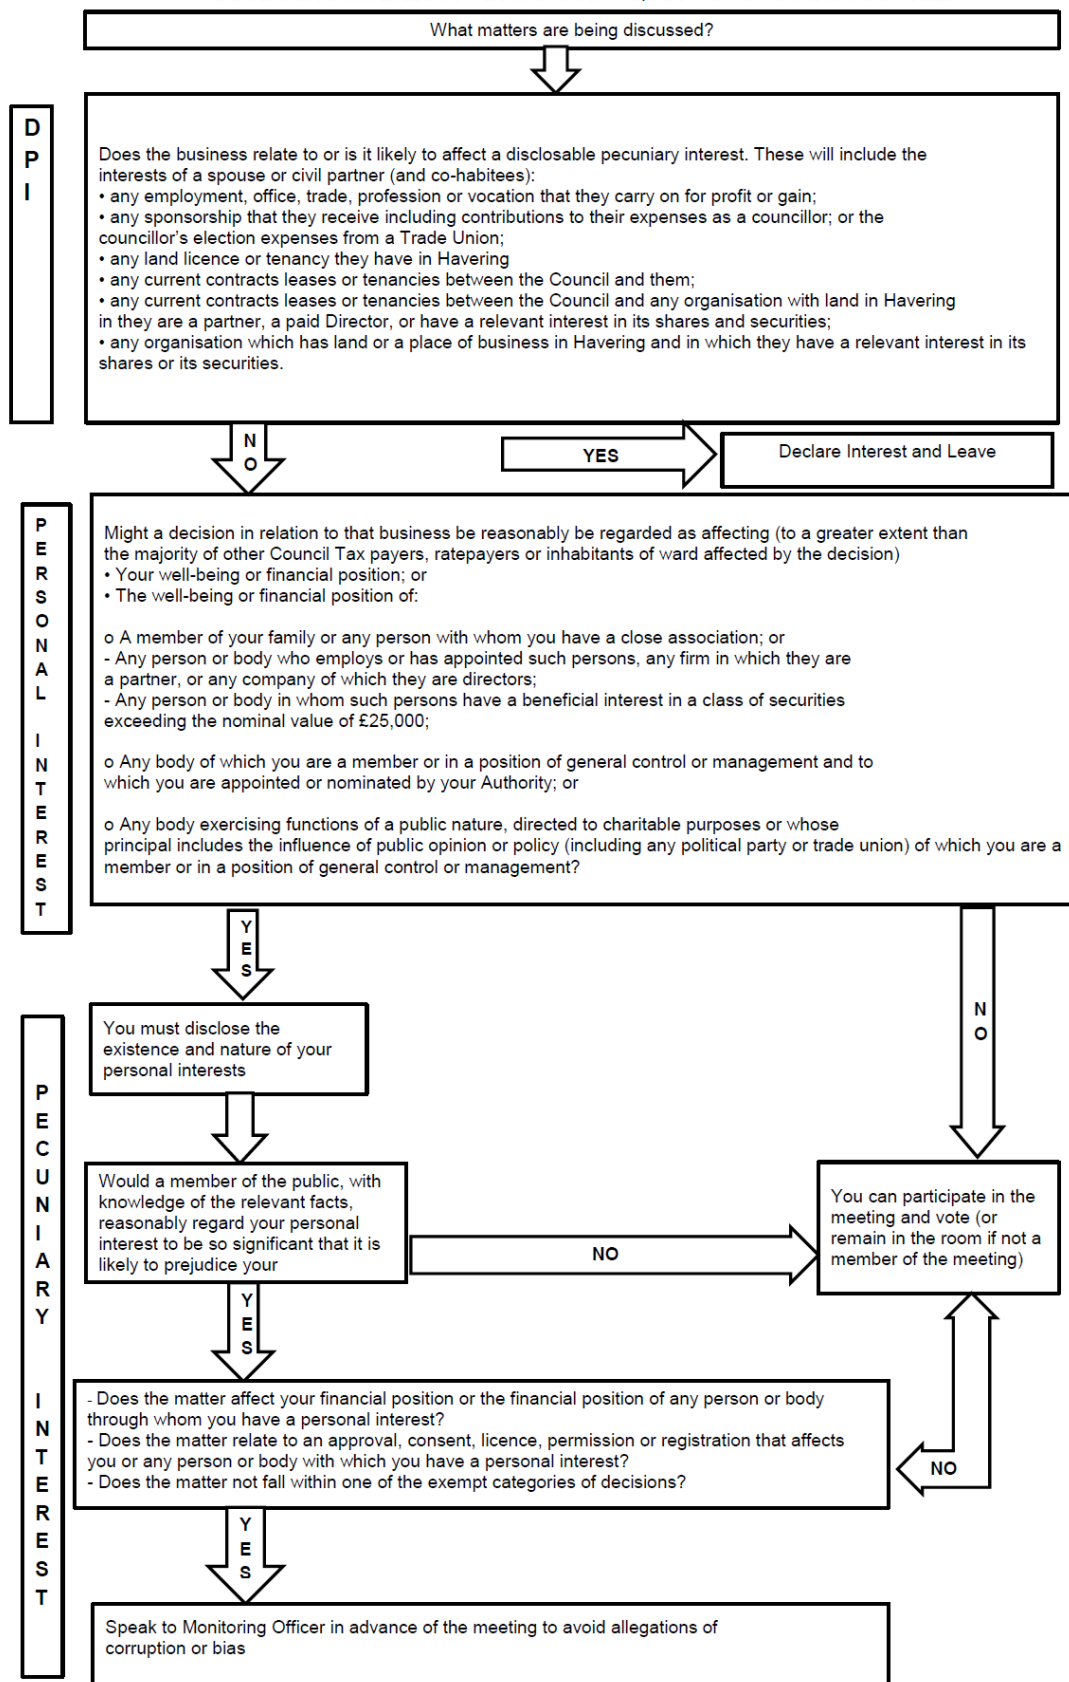 What matters are being discussed?
D
P
I
Does the business relate to or is it likely to affect a disclosable pecuniary interest. These will include the
interests of a spouse or civil partner (and co-habitees):
• any employment, office, trade, profession or vocation that they carry on for profit or gain;
• any sponsorship that they receive including contributions to their expenses as a councillor; or the
councillor's election expenses from a Trade Union;
• any land licence or tenancy they have in Havering
• any current contracts leases or tenancies between the Council and them;
• any current contracts leases or tenancies between the Council and any organisation with land in Havering
in they are a partner, a paid Director, or have a relevant interest in its shares and securities;
• any organisation which has land or a place of business in Havering and in which they have a relevant interest in its
shares or its securities.
N
O
YES
Declare Interest and Leave
P
E
R
S
O
N
A
L
I
N
T
E
R
E
S
T
Might a decision in relation to that business be reasonably be regarded as affecting (to a greater extent than
the majority of other Council Tax payers, ratepayers or inhabitants of ward affected by the decision)
• Your well-being or financial position; or
• The well-being or financial position of:
o A member of your family or any person with whom you have a close association; or
- Any person or body who employs or has appointed such persons, any firm in which they are
a partner, or any company of which they are directors;
- Any person or body in whom such persons have a beneficial interest in a class of securities
exceeding the nominal value of £25,000;
o Any body of which you are a member or in a position of general control or management and to
which you are appointed or nominated by your Authority; or
o Any body exercising functions of a public nature, directed to charitable purposes or whose
principal includes the influence of public opinion or policy (including any political party or trade union) of which you are a
member or in a position of general control or management?
Y
E
S
N
O
You must disclose the
existence and nature of your
personal interests
P
E
C
U
N
I
A
R
Y
I
N
T
E
R
E
S
T
Would a member of the public, with
knowledge of the relevant facts,
reasonably regard your personal
interest to be so significant that it is
likely to prejudice your
NO
You can participate in the
meeting and vote (or
remain in the room if not a
member of the meeting)
Y
E
S
- Does the matter affect your financial position or the financial position of any person or body
through whom you have a personal interest?
- Does the matter relate to an approval, consent, licence, permission or registration that affects
you or any person or body with which you have a personal interest?
- Does the matter not fall within one of the exempt categories of decisions?
NO
Y
E
S
Speak to Monitoring Officer in advance of the meeting to avoid allegations of
corruption or bias